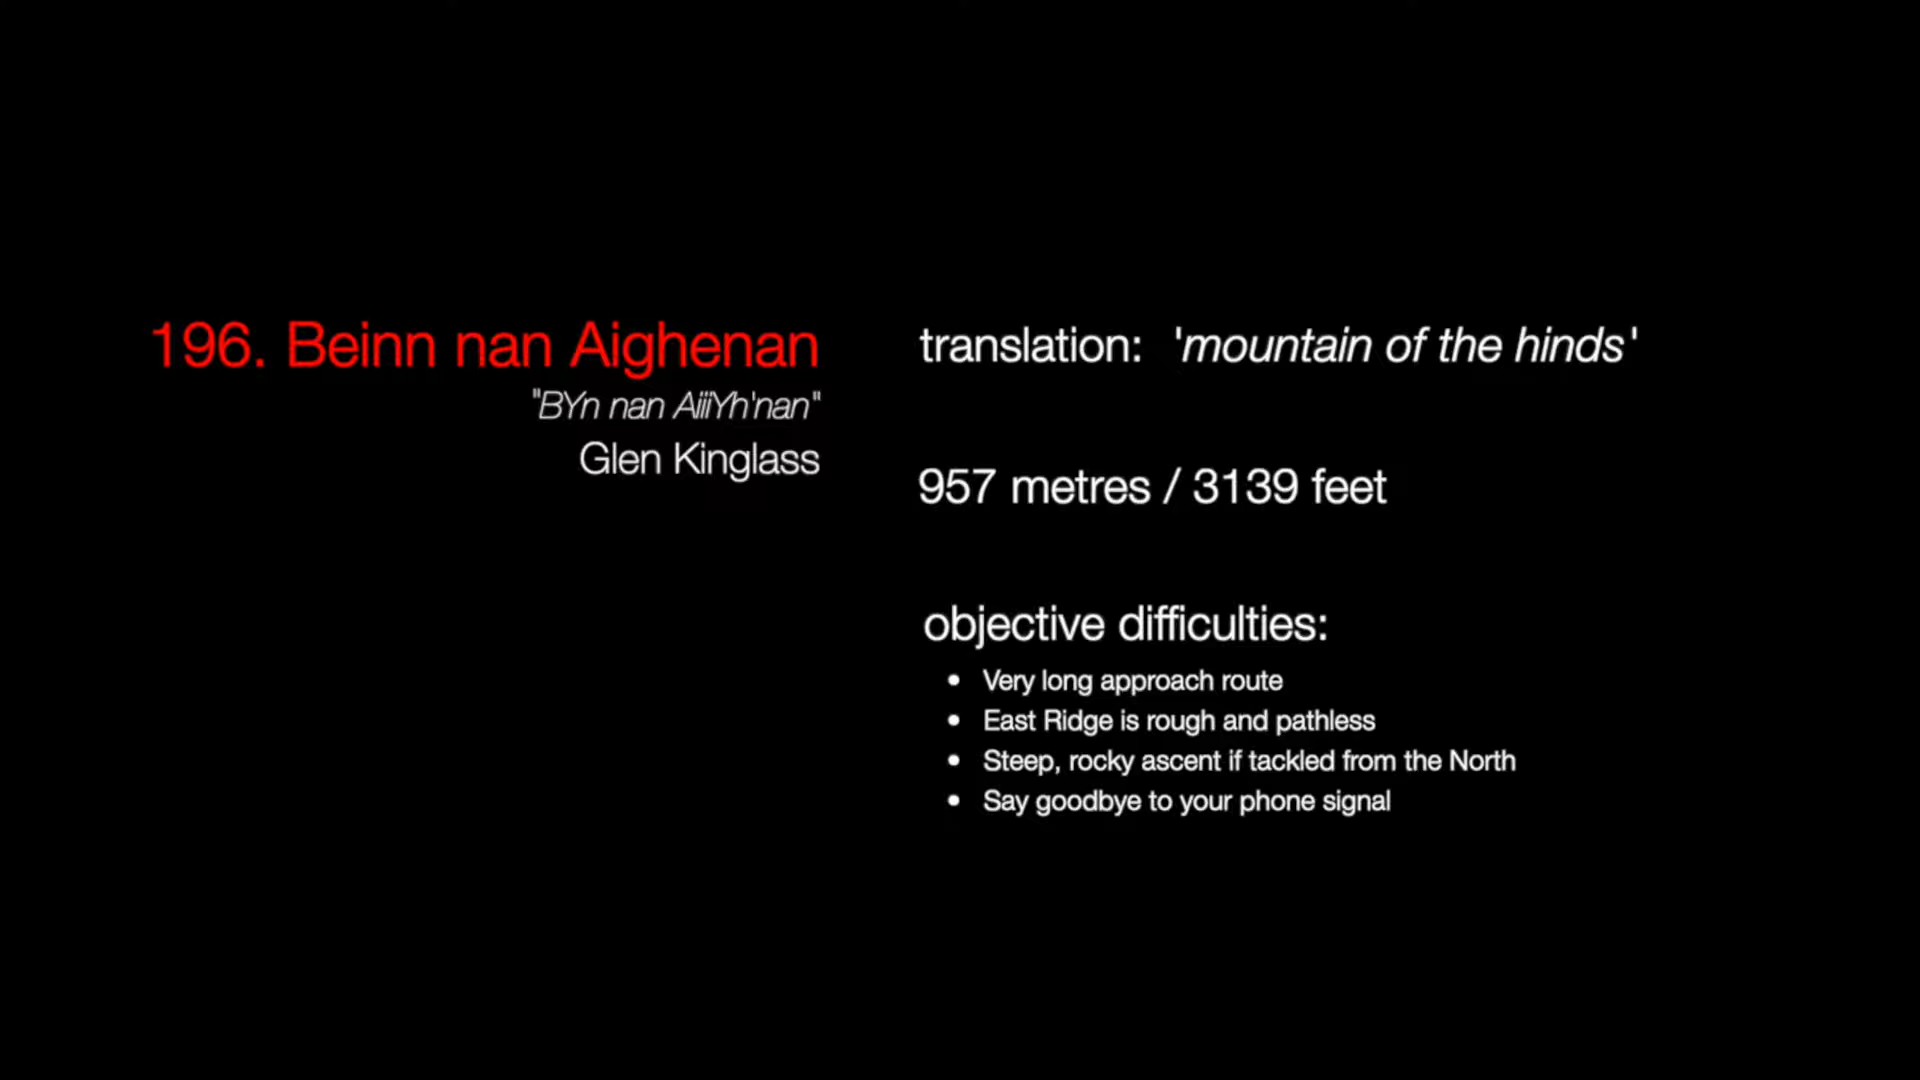 196. Beinn nan Aighenan
"BYn nan AiiiYh'nan"
Glen Kinglass
translation: 'mountain of the hinds'
957 metres / 3139 feet
objective difficulties:
• Very long approach route
• East Ridge is rough and pathless
• Steep, rocky ascent if tackled from the North
• Say goodbye to your phone signal